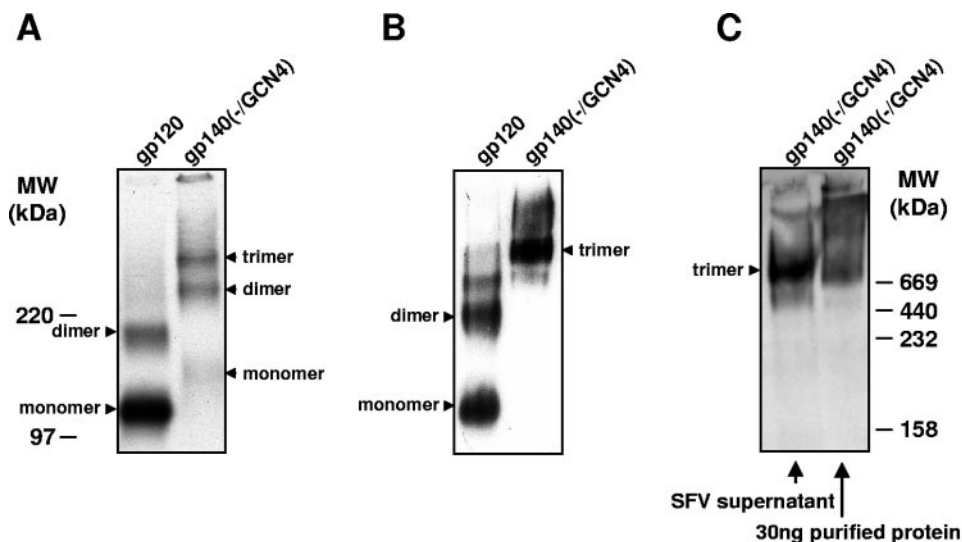 A
gp120
gp140(-/GCN4)
MW
(kDa)
trimer
dimer
220
dimer
monomer
monomer
97
B
gp120
gp140(-/GCN4)
trimer
dimer
monomer
C
gp140(-/GCN4)
gp140(-/GCN4)
MW
(kDa)
trimer
669
440
232
158
SFV supernatant
30ng purified protein